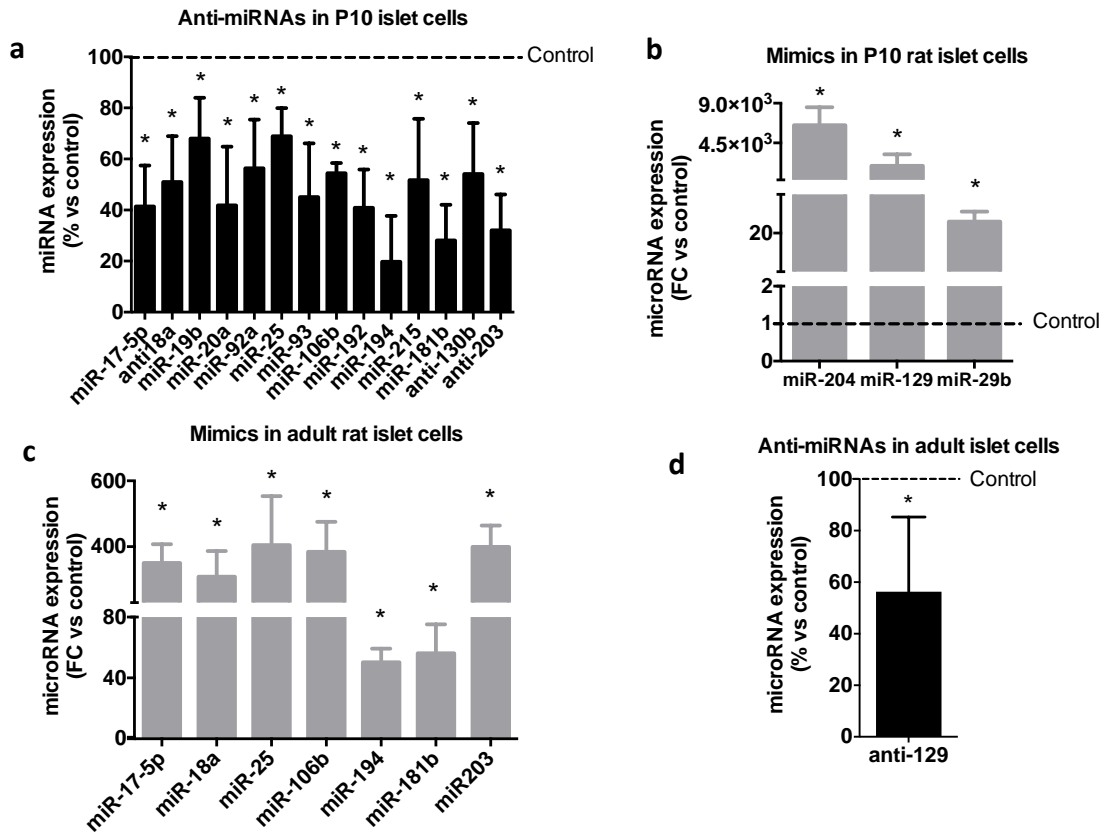 Anti-miRNAs in P10 islet cells
a
miRNA expression
(% vs control)
100
80
60
40
20
0
Control
* * * * * * * * * * * * * *
miR-17-5p
anti18a
miR-19b
miR-20a
miR-92a
miR-25
miR-93
miR-106b
miR-192
miR-194
miR-215
miR-181b
anti-130b
anti-203
b
Mimics in P10 rat islet cells
microRNA expression
(FC vs control)
9.0×10³
4.5×10³
20
2
1
0
* * *
Control
miR-204 miR-129 miR-29b
c
Mimics in adult rat islet cells
microRNA expression
(FC vs control)
600
400
80
40
0
* * * * * * *
miR-17-5p
miR-18a
miR-25
miR-106b
miR-194
miR-181b
miR203
d
Anti-miRNAs in adult islet cells
microRNA expression
(% vs control)
100
80
60
40
20
0
Control
*
anti-129